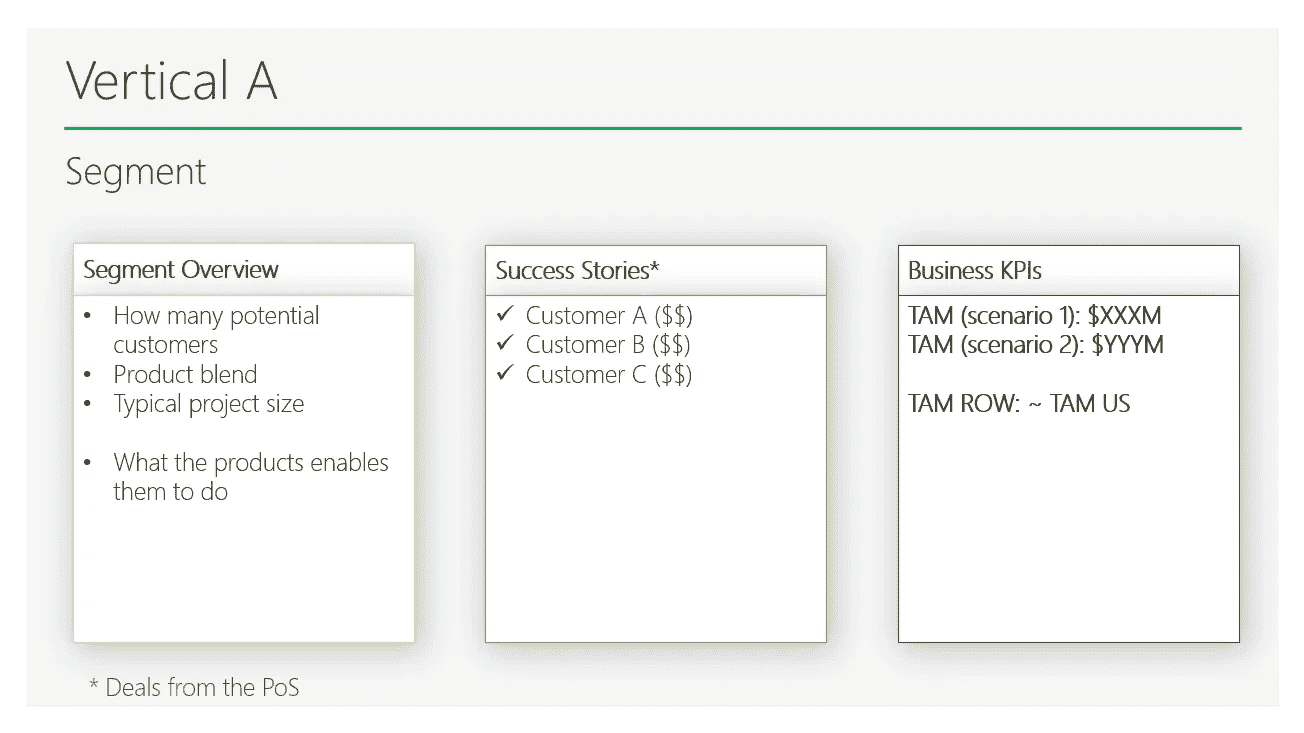 Vertical A
Segment
Segment Overview
• How many potential
customers
• Product blend
• Typical project size
• What the products enables
them to do
Success Stories*
✓ Customer A ($$)
✓ Customer B ($$)
✓ Customer C ($$)
Business KPIs
TAM (scenario 1): $XXXM
TAM (scenario 2): $YYYM
TAM ROW: ~ TAM US
* Deals from the PoS